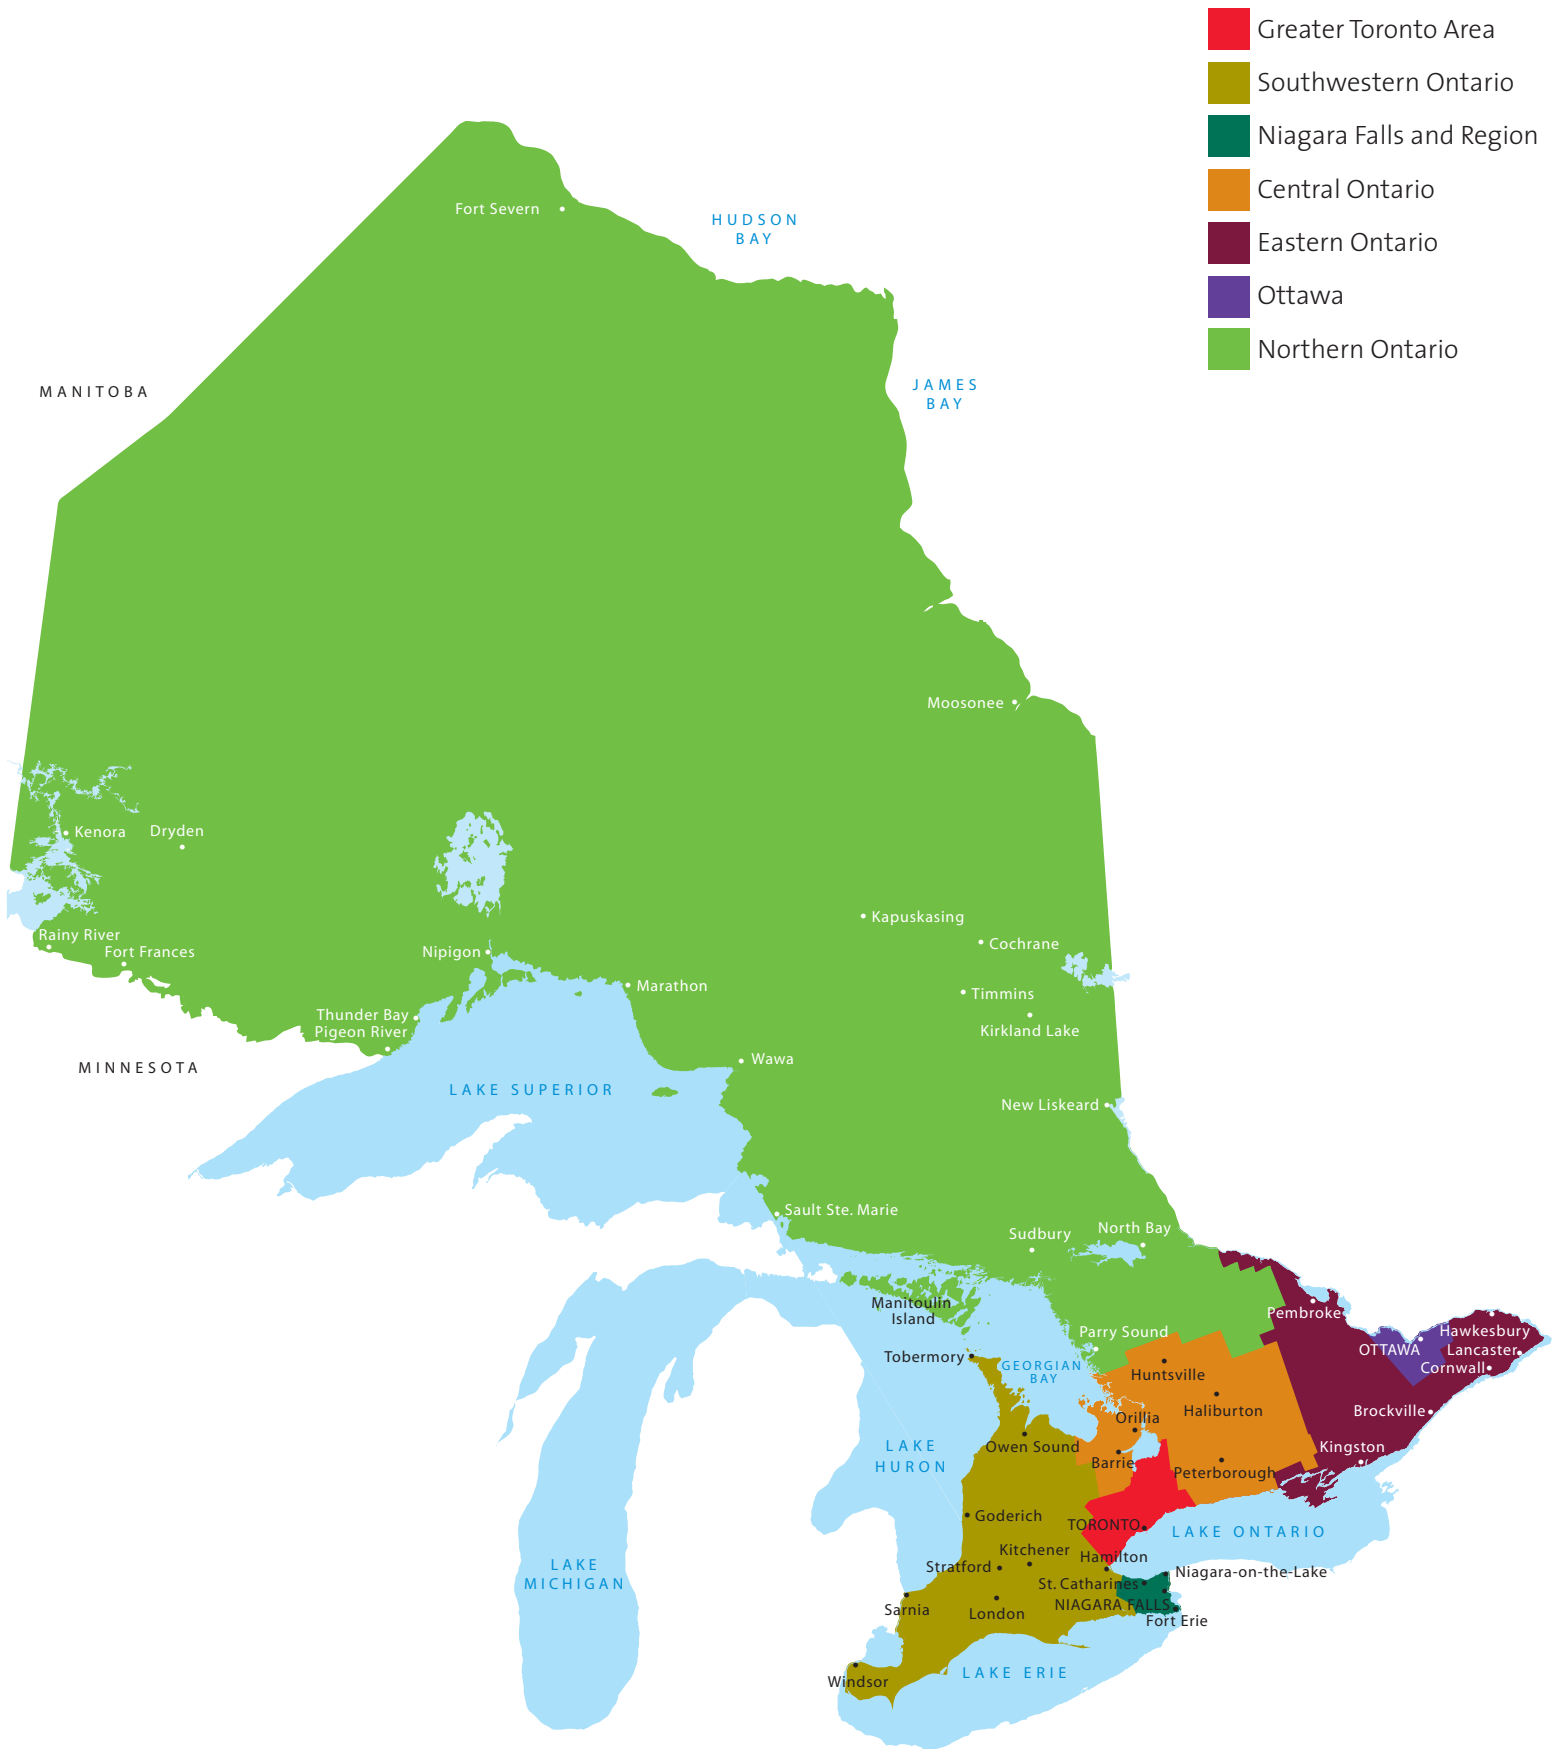 Greater Toronto Area
Southwestern Ontario
Niagara Falls and Region
Central Ontario
Eastern Ontario
Ottawa
Northern Ontario
Fort Severn
HUDSON
BAY
MANITOBA
JAMES
BAY
Moosonee
Kenora
Dryden
Kapuskasing
Rainy River
Fort Frances
Nipigon
Cochrane
Marathon
Timmins
Thunder Bay
Pigeon River
Kirkland Lake
MINNESOTA
Wawa
LAKE SUPERIOR
New Liskeard
Sault Ste. Marie
Sudbury
North Bay
Manitoulin
Island
Pembroke
Parry Sound
Hawkesbury
OTTAWA
Lancaster
Tobermory
GEORGIAN
BAY
Cornwall
Huntsville
Haliburton
Brockville
Orillia
LAKE
HURON
Owen Sound
Kingston
Barrie
Peterborough
Goderich
TORONTO
LAKE ONTARIO
Kitchener
Hamilton
Stratford
Niagara-on-the-Lake
LAKE
MICHIGAN
St. Catharines
NIAGARA FALLS
Sarnia
London
Fort Erie
LAKE ERIE
Windsor